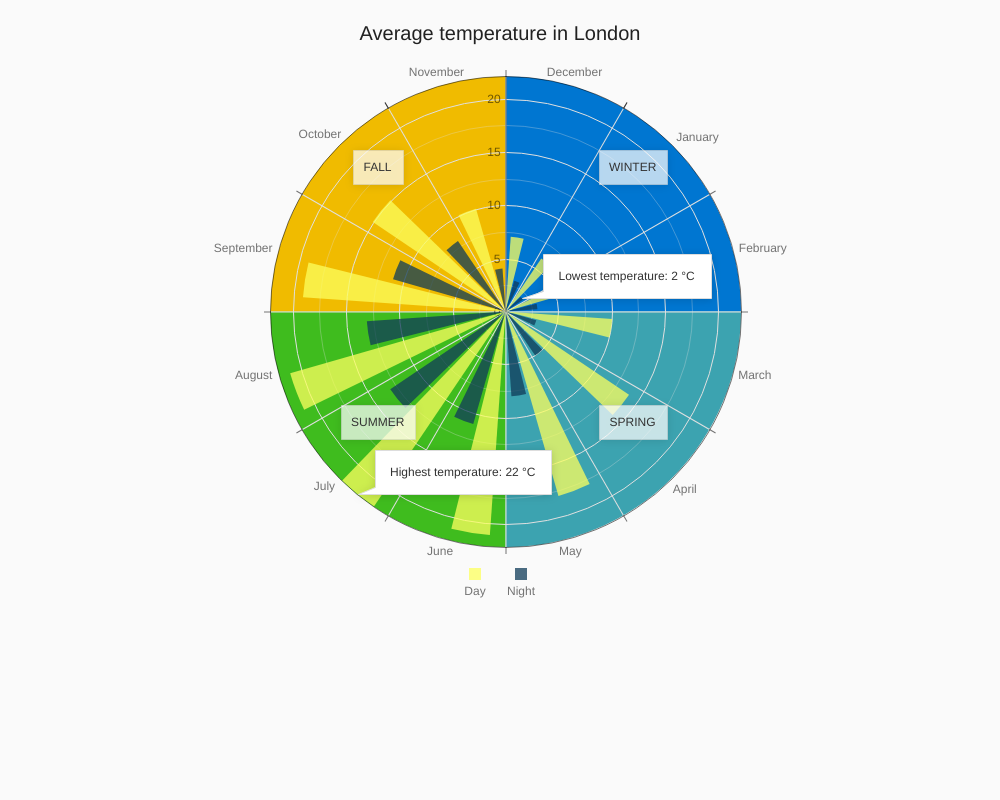 Average temperature in London
November
December
October
January
September
February
August
March
July
April
June
May
20
15
10
5
FALL
WINTER
Lowest temperature: 2 °C
SUMMER
SPRING
Highest temperature: 22 °C
Day
Night